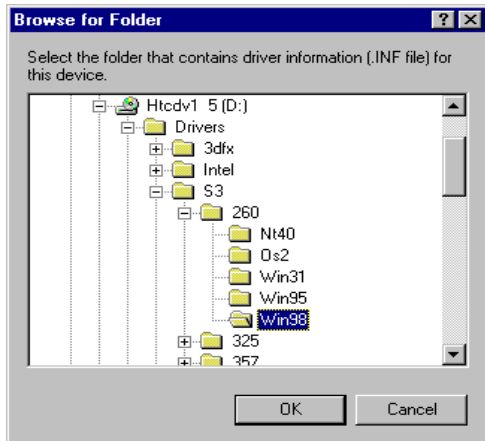 Browse for Folder
Select the folder that contains driver information (.INF file) for
this device.
Htcdv1 5 (D:)
Drivers
3dfx
Intel
S3
260
Nt40
Os2
Win31
Win95
Win98
325
357
OK Cancel